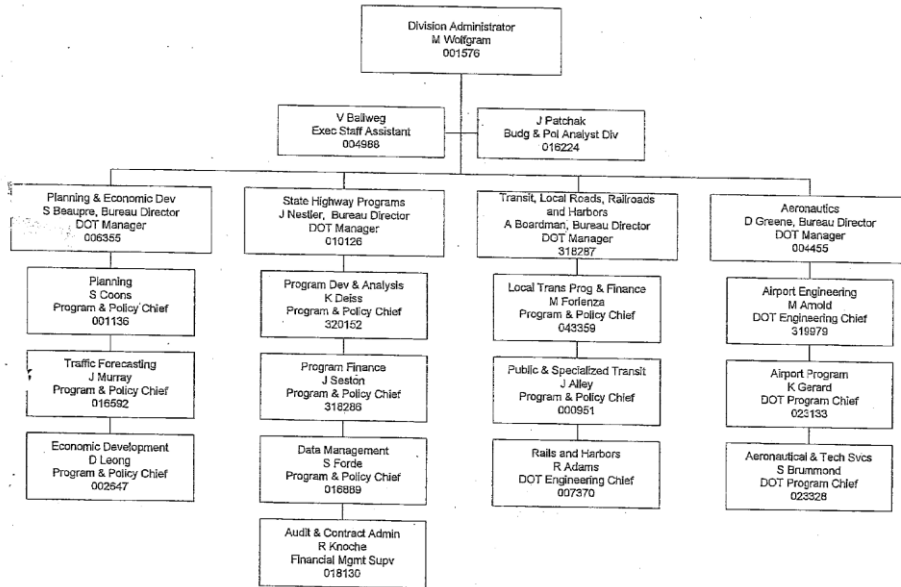 Division Administrator
M Wolfgram
001576
V Ballweg
Exec Staff Assistant
004988
J Patchak
Budg & Pol Analyst Div
016224
Planning & Economic Dev
S Beaupre, Bureau Director
DOT Manager
006355
State Highway Programs
J Nestler, Bureau Director
DOT Manager
010126
Transit, Local Roads, Railroads
and Harbors
A Boardman, Bureau Director
DOT Manager
318287
Aeronautics
D Greene, Bureau Director
DOT Manager
004455
Planning
S Coons
Program & Policy Chief
001136
Program Dev & Analysis
K Deiss
Program & Policy Chief
320152
Local Trans Prog & Finance
M Forlenza
Program & Policy Chief
043359
Airport Engineering
M Arnold
DOT Engineering Chief
319979
Traffic Forecasting
J Murray
Program & Policy Chief
016592
Program Finance
J Seston
Program & Policy Chief
318286
Public & Specialized Transit
J Alley
Program & Policy Chief
000951
Airport Program
K Gerard
DOT Program Chief
023133
Economic Development
D Leong
Program & Policy Chief
002647
Data Management
S Forde
Program & Policy Chief
016889
Rails and Harbors
R Adams
DOT Engineering Chief
007370
Aeronautical & Tech Svcs
S Brummond
DOT Program Chief
023328
Audit & Contract Admin
R Knoche
Financial Mgmt Supv
018130